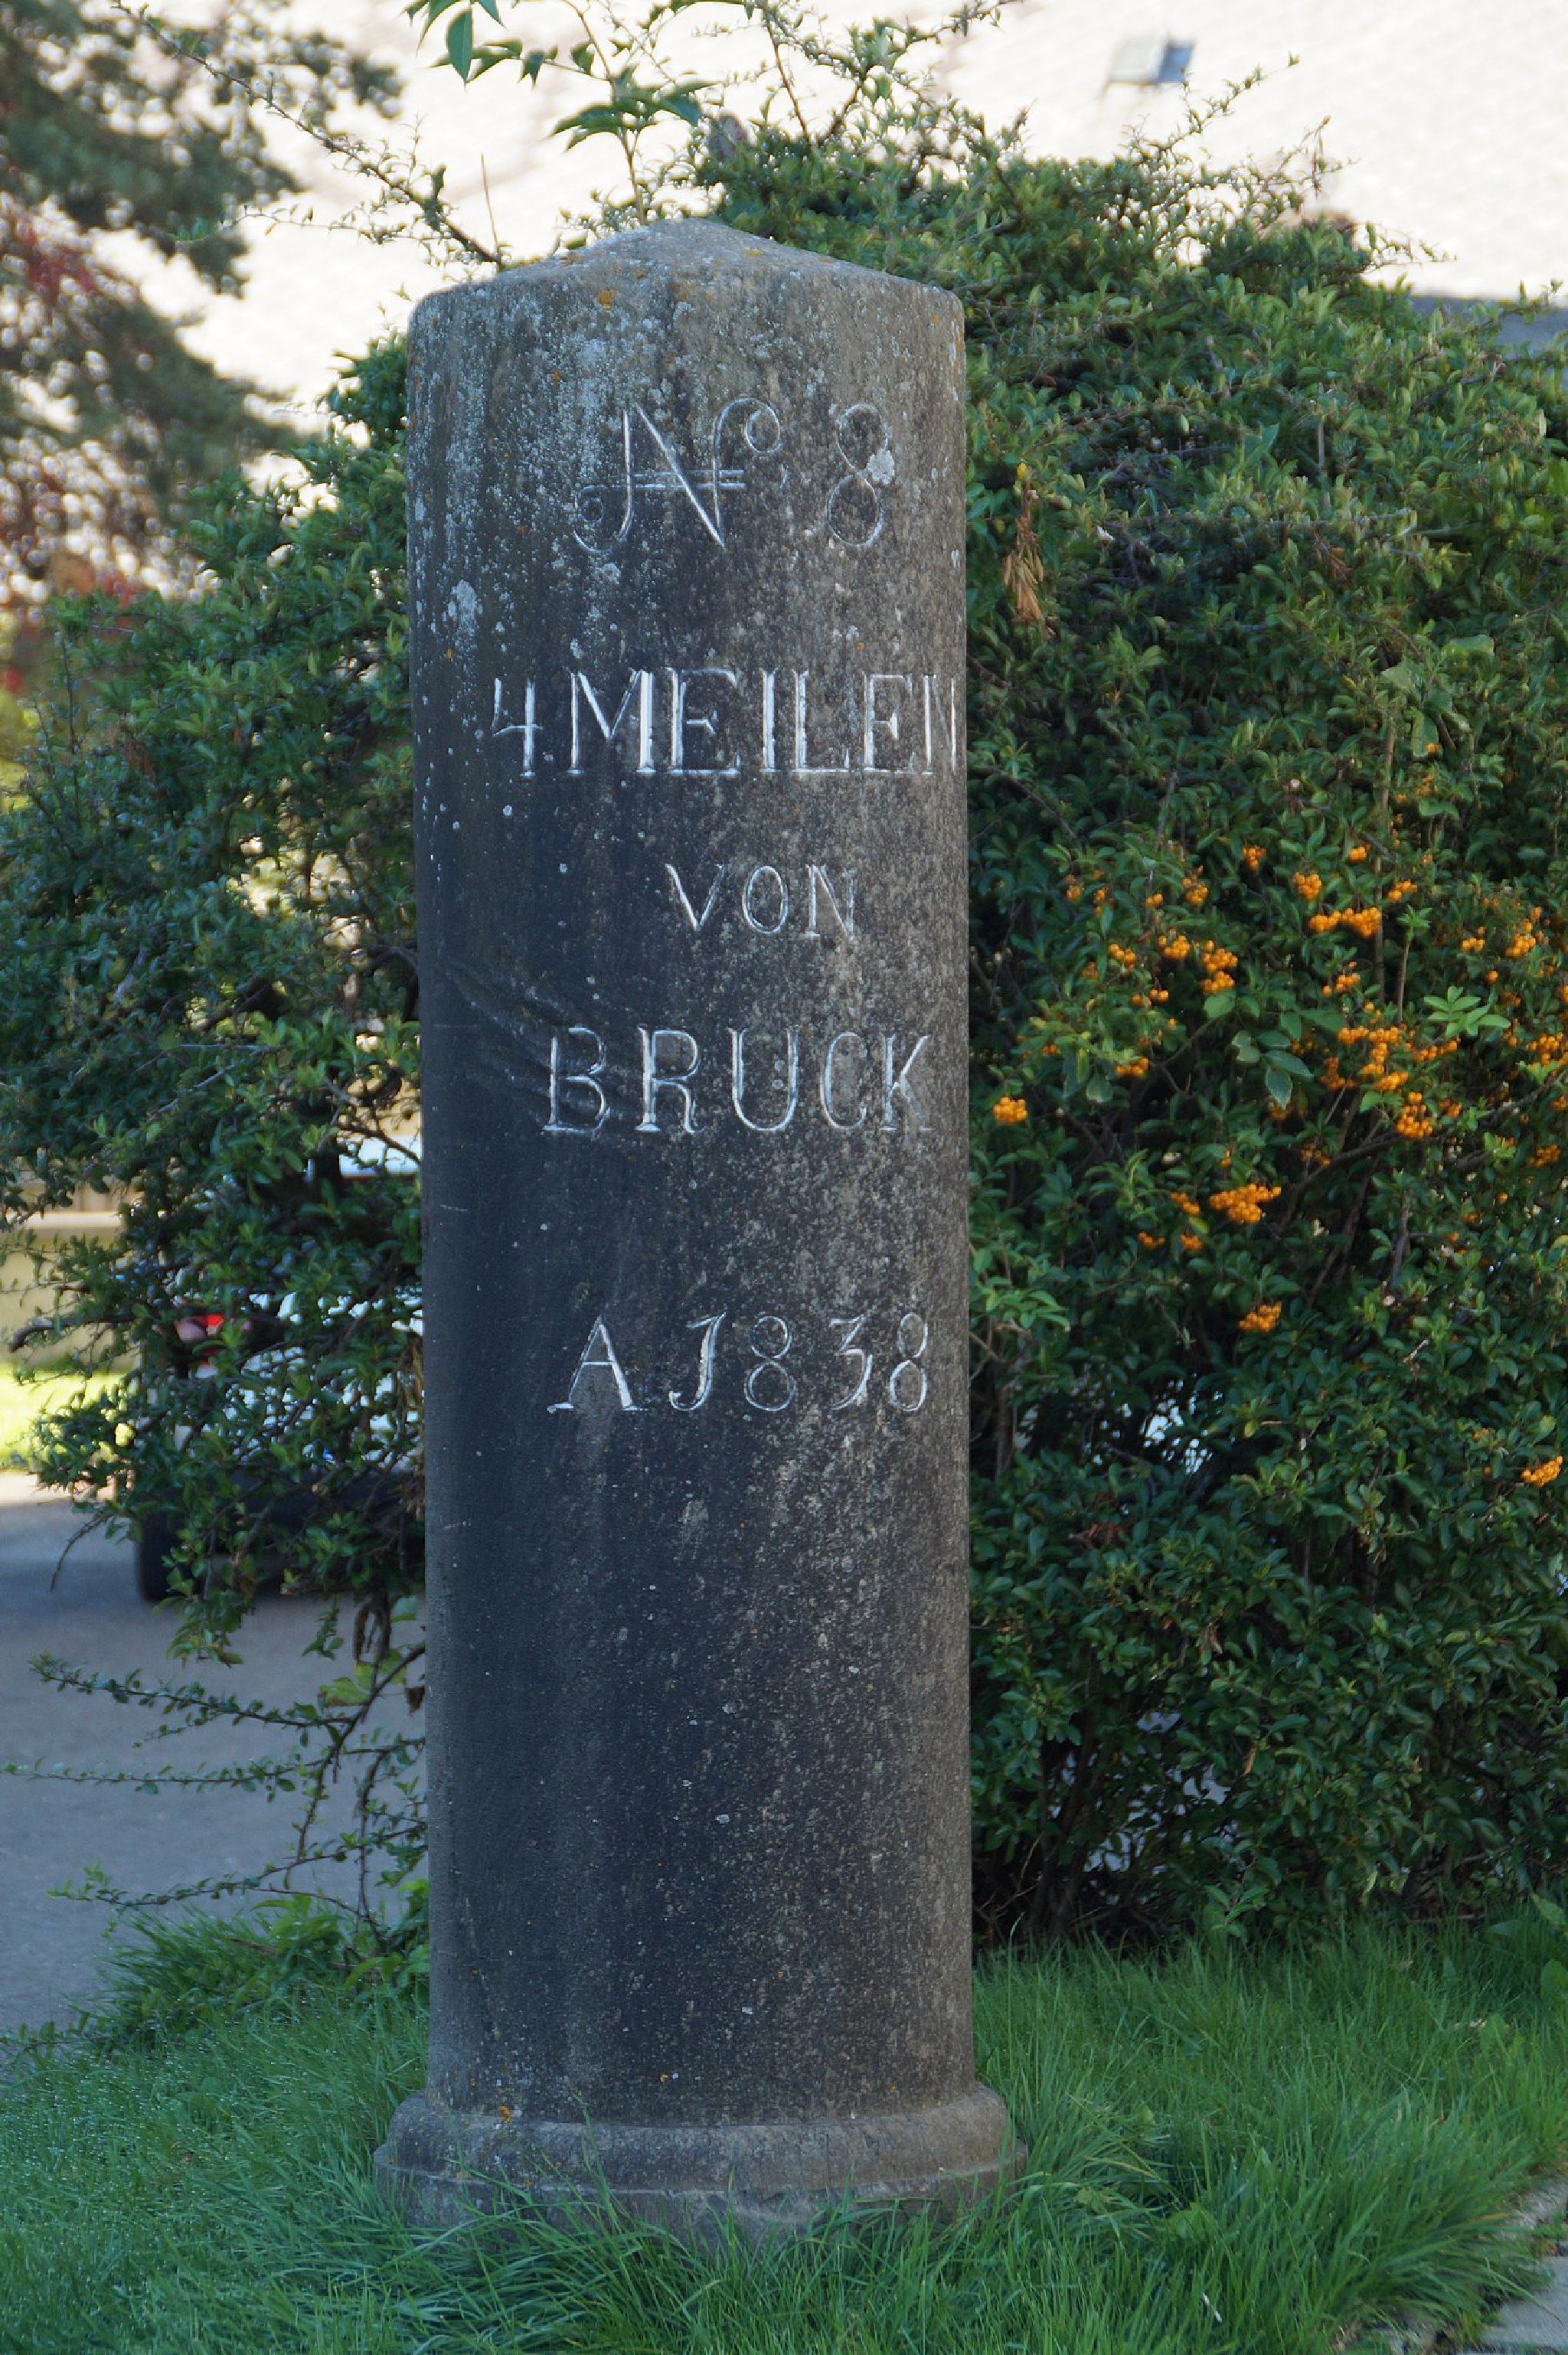 No 8
4 MEILEN
VON
BRUCK
A J838